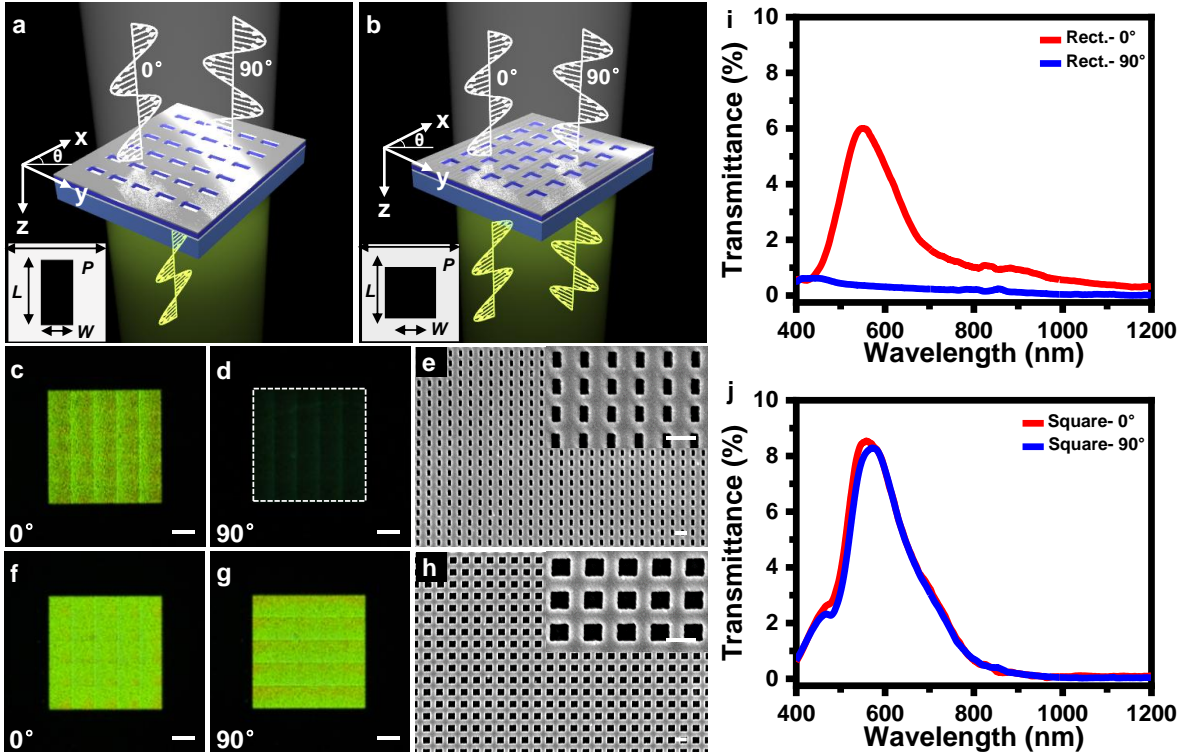 a
0°
90°
x
θ
y
z
P
L
W
b
0°
90°
x
θ
y
z
P
L
W
c
0°
d
90°
e
f
0°
g
90°
h
i
Rect.- 0°
Rect.- 90°
Transmittance (%)
10
8
6
4
2
0
400 600 800 1000 1200
Wavelength (nm)
j
Square- 0°
Square- 90°
Transmittance (%)
10
8
6
4
2
0
400 600 800 1000 1200
Wavelength (nm)